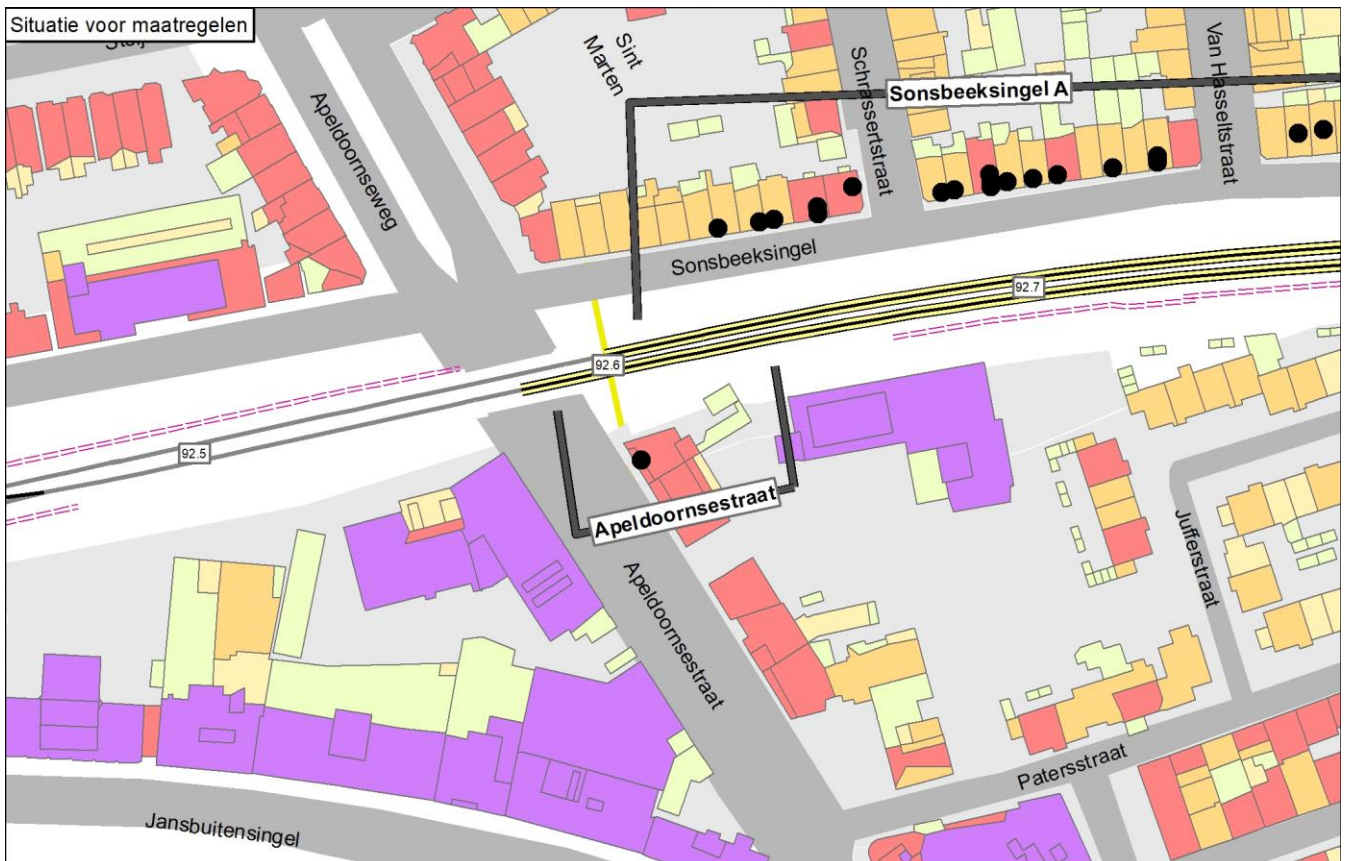 Situatie voor maatregelen
Sint
Marten
Schrassertstraat
Van Hasseltstraat
Apeldoornseweg
Sonsbeeksingel A
Sonsbeeksingel
92.7
92.6
92.5
Apeldoornsestraat
Apeldoornsestraat
Jufferstraat
Patersstraat
Jansbuitensingel